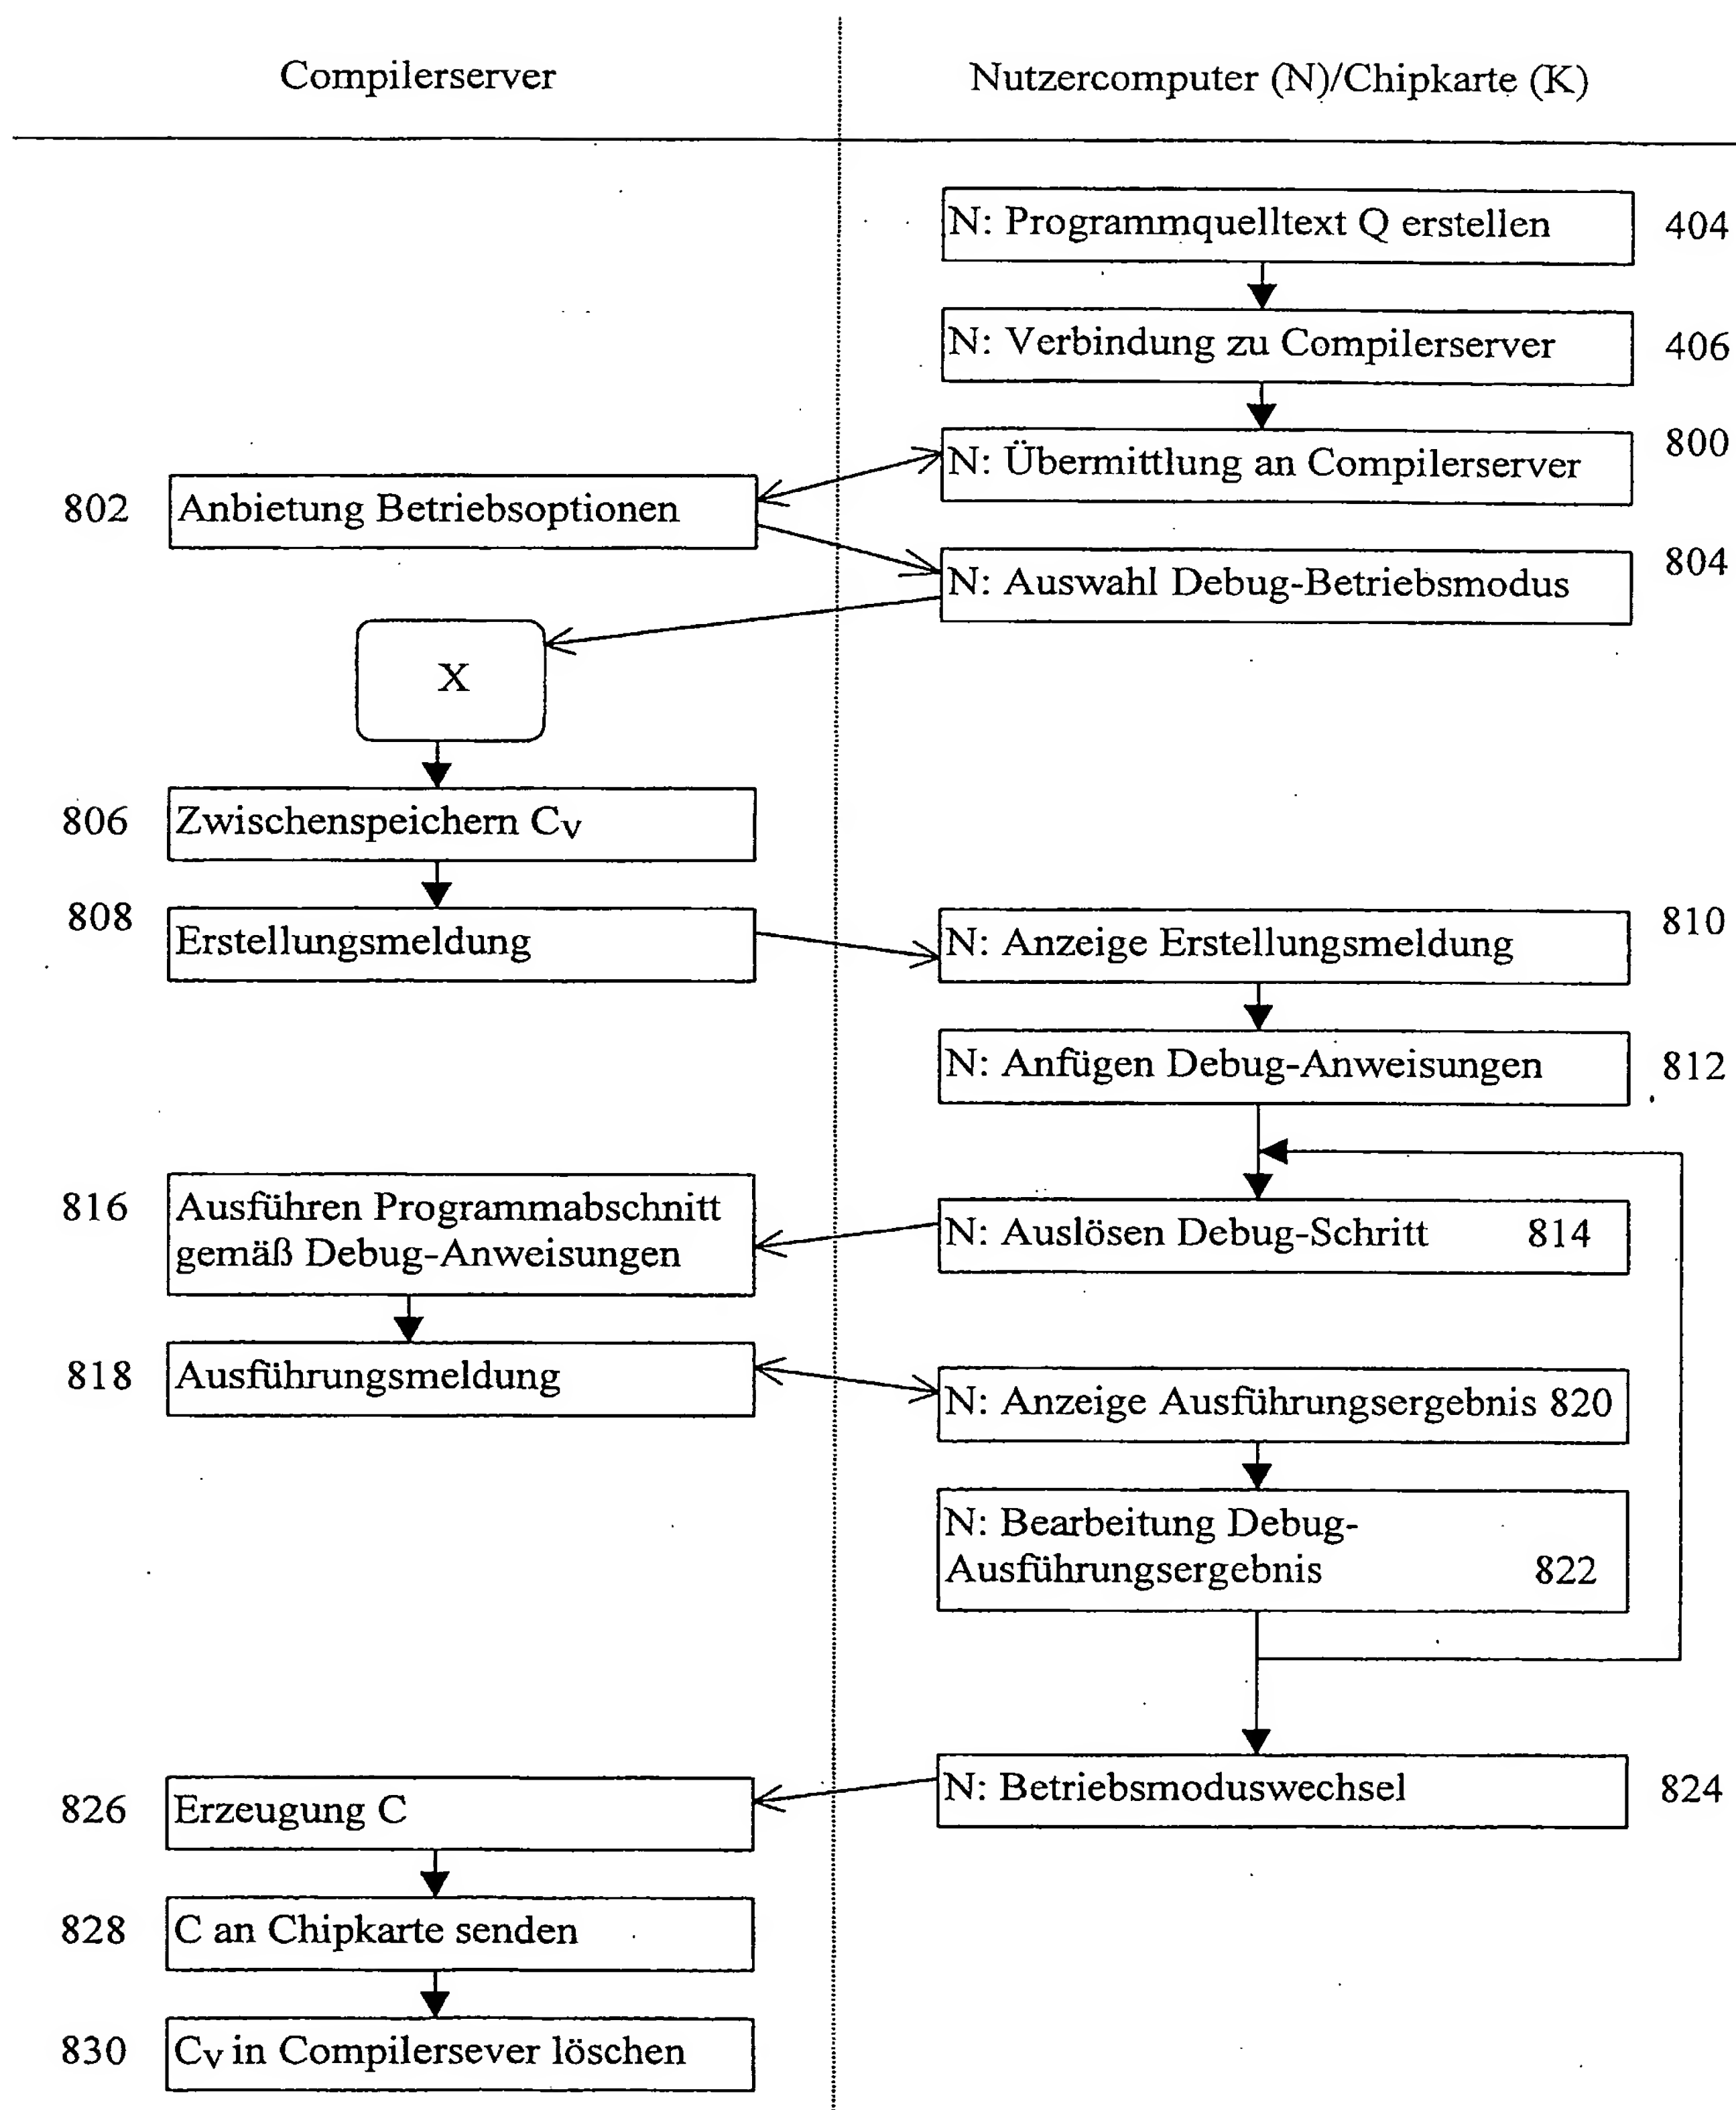 Compilerserver
Nutzercomputer (N)/Chipkarte (K)
N: Programmquelltext Q erstellen 404
N: Verbindung zu Compilerserver 406
N: Übermittlung an Compilerserver 800
802 Anbietung Betriebsoptionen
N: Auswahl Debug-Betriebsmodus 804
X
806 Zwischenspeichern Cv
808 Erstellungsmeldung
N: Anzeige Erstellungsmeldung 810
N: Anfügen Debug-Anweisungen 812
816 Ausführen Programmabschnitt
gemäß Debug-Anweisungen
N: Auslösen Debug-Schritt 814
818 Ausführungsmeldung
N: Anzeige Ausführungsergebnis 820
N: Bearbeitung Debug-
Ausführungsergebnis 822
N: Betriebsmoduswechsel 824
826 Erzeugung C
828 C an Chipkarte senden
830 Cv in Compilersever löschen